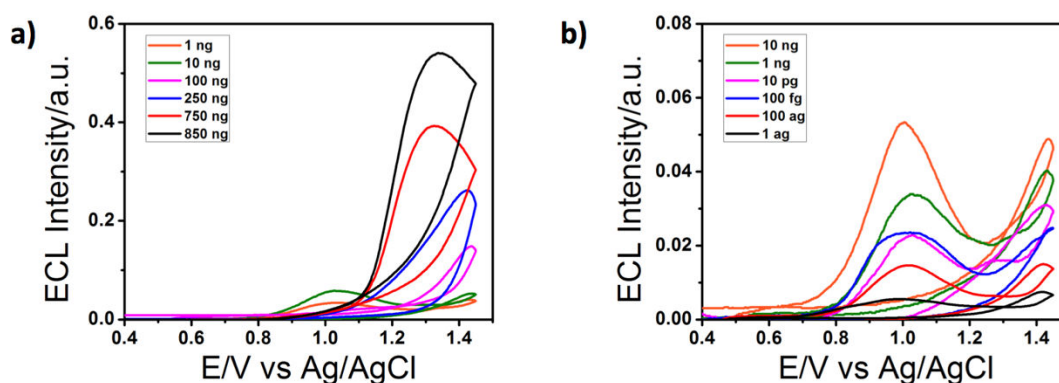 a)
ECL Intensity/a.u.
0.6
0.4
0.2
0.0
1 ng
10 ng
100 ng
250 ng
750 ng
850 ng
0.4 0.6 0.8 1.0 1.2 1.4
E/V vs Ag/AgCl
b)
ECL Intensity/a.u.
0.08
0.06
0.04
0.02
0.00
10 ng
1 ng
10 pg
100 fg
100 ag
1 ag
0.4 0.6 0.8 1.0 1.2 1.4
E/V vs Ag/AgCl